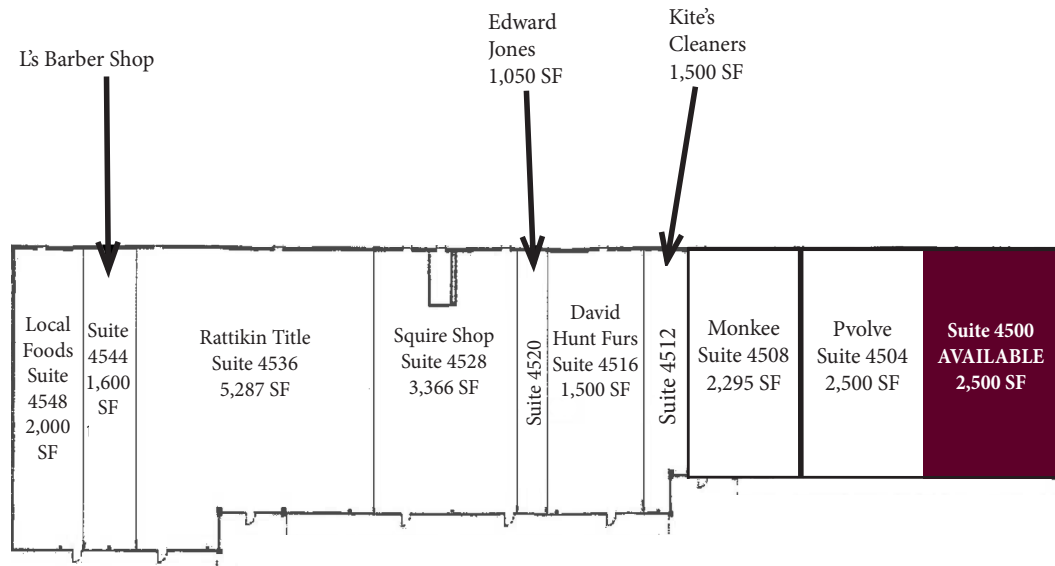 L's Barber Shop
Edward
Jones
1,050 SF
Kite's
Cleaners
1,500 SF
Local
Foods
Suite
4548
2,000
SF
Suite
4544
1,600
SF
Rattikin Title
Suite 4536
5,287 SF
Squire Shop
Suite 4528
3,366 SF
Suite 4520
David
Hunt Furs
Suite 4516
1,500 SF
Suite 4512
Monkee
Suite 4508
2,295 SF
Pvolve
Suite 4504
2,500 SF
Suite 4500
AVAILABLE
2,500 SF